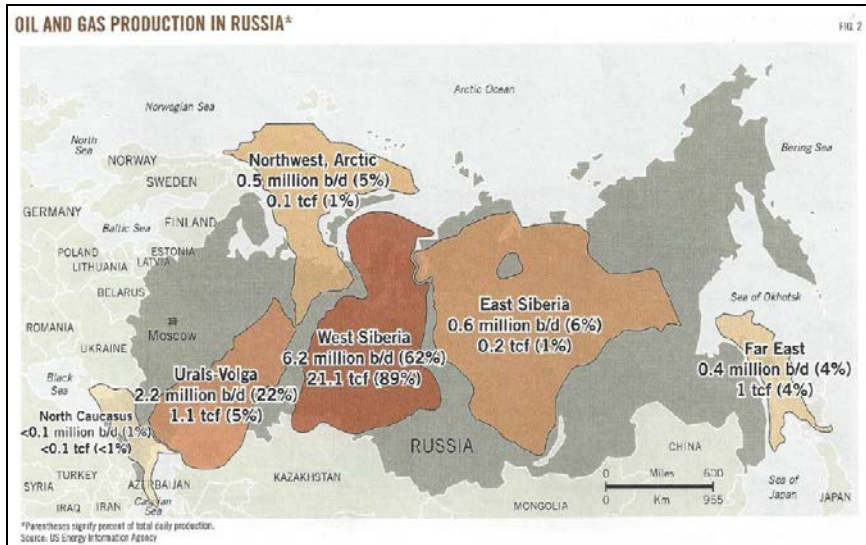 OIL AND GAS PRODUCTION IN RUSSIA*
FIG. 2
Arctic Ocean
Norwegian Sea
North
Sea
NORWAY
SWEDEN
FINLAND
Bering Sea
Northwest, Arctic
0.5 million b/d (5%)
0.1 tcf (1%)
GERMANY
Baltic Sea
ESTONIA
LATVIA
POLAND
LITHUANIA
BELARUS
Sea of Okhotsk
East Siberia
0.6 million b/d (6%)
0.2 tcf (1%)
ROMANIA
Moscow
UKRAINE
West Siberia
6.2 million b/d (62%)
21.1 tcf (89%)
Far East
0.4 million b/d (4%)
1 tcf (4%)
Black
Sea
Urals-Volga
2.2 million b/d (22%)
1.1 tcf (5%)
North Caucasus
<0.1 million b/d (1%)
<0.1 tcf (<1%)
RUSSIA
CHINA
TURKEY
AZERBAIJAN
KAZAKHSTAN
0 Miles 600
0 Km 965
SYRIA
IRAQ
IRAN
Caspian
Sea
MONGOLIA
Sea of
Japan
JAPAN
*Parentheses signify percent of total daily production.
Source: US Energy Information Agency